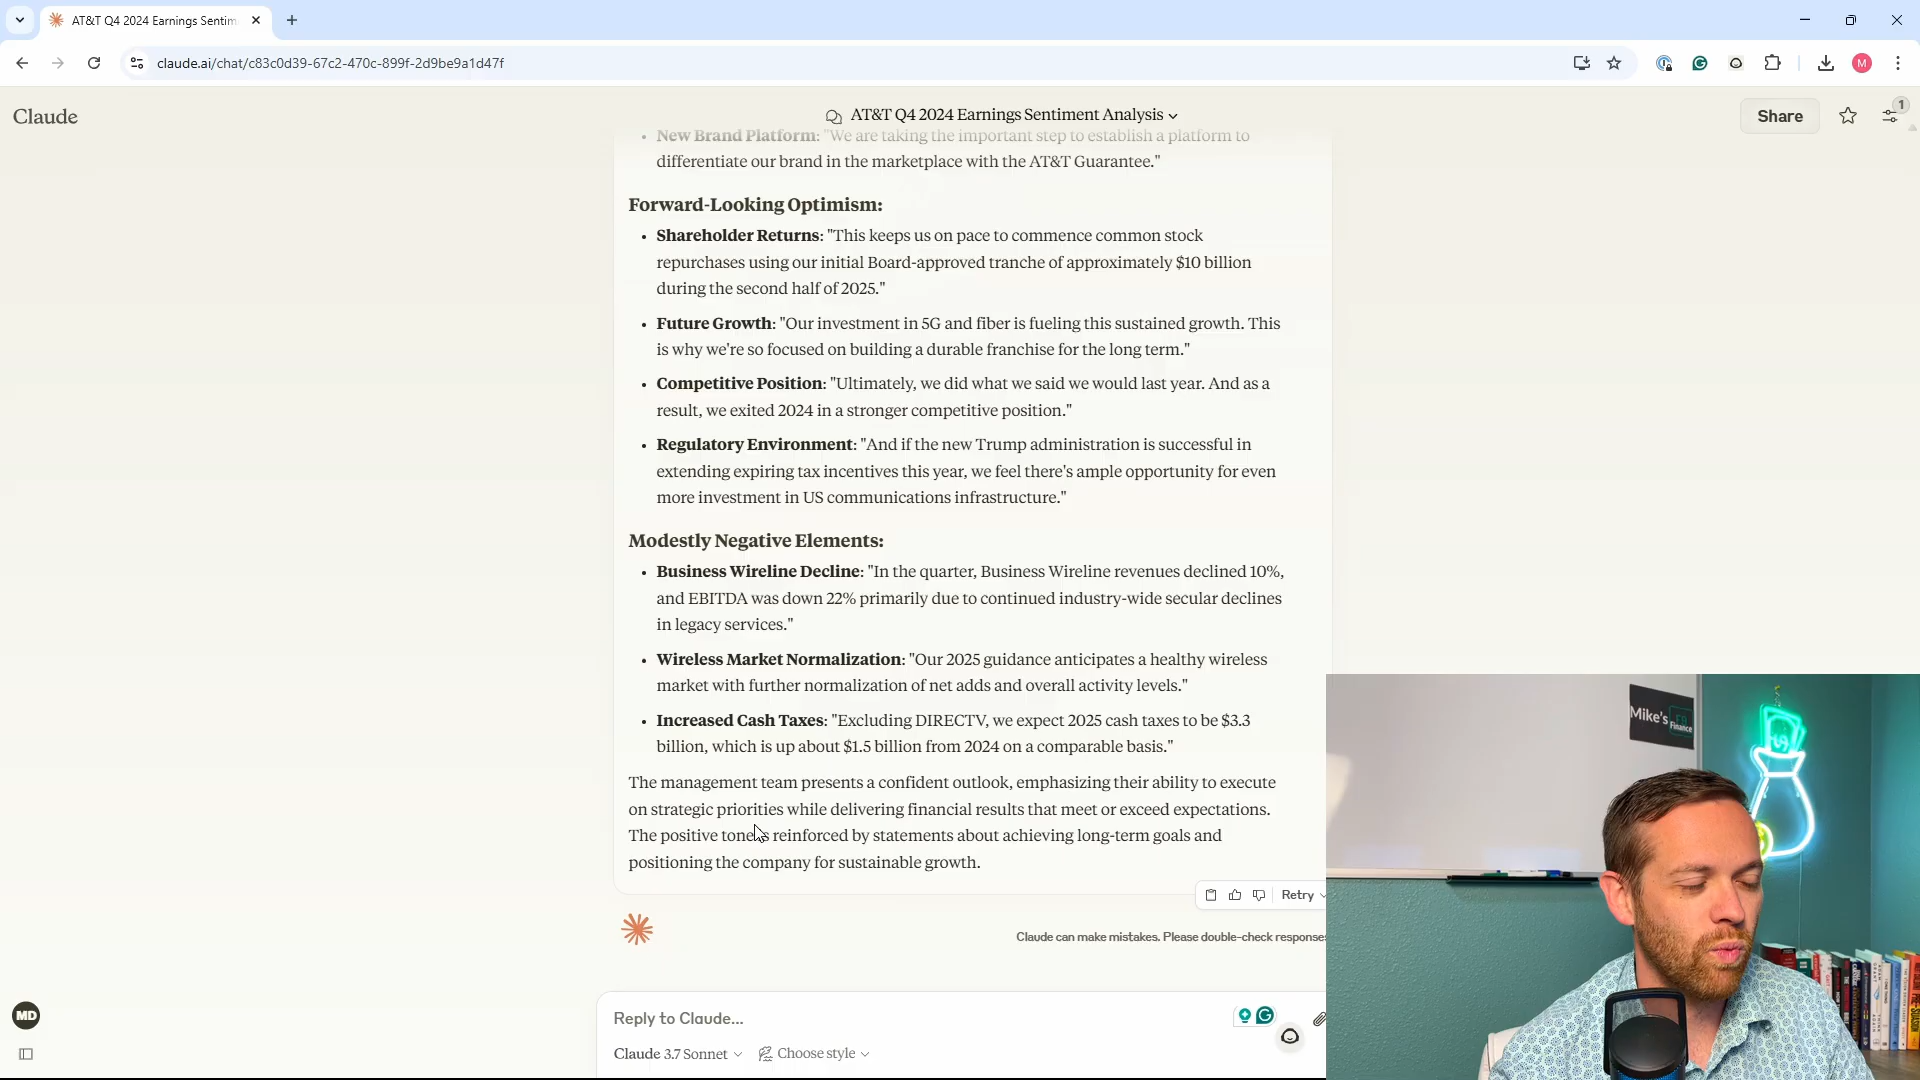 AT&T Q4 2024 Earnings Sentim
claude.ai/chat/c83c0d39-67c2-470c-899f-2d9be9a1d47f
M
Claude
AT&T Q4 2024 Earnings Sentiment Analysis
Share
1
• New Brand Platform: "We are taking the important step to establish a platform to
differentiate our brand in the marketplace with the AT&T Guarantee."
Forward-Looking Optimism:
• Shareholder Returns: "This keeps us on pace to commence common stock
repurchases using our initial Board-approved tranche of approximately $10 billion
during the second half of 2025."
• Future Growth: "Our investment in 5G and fiber is fueling this sustained growth. This
is why we're so focused on building a durable franchise for the long term."
• Competitive Position: "Ultimately, we did what we said we would last year. And as a
result, we exited 2024 in a stronger competitive position."
• Regulatory Environment: "And if the new Trump administration is successful in
extending expiring tax incentives this year, we feel there's ample opportunity for even
more investment in US communications infrastructure."
Modestly Negative Elements:
• Business Wireline Decline: "In the quarter, Business Wireline revenues declined 10%,
and EBITDA was down 22% primarily due to continued industry-wide secular declines
in legacy services."
• Wireless Market Normalization: "Our 2025 guidance anticipates a healthy wireless
market with further normalization of net adds and overall activity levels."
• Increased Cash Taxes: "Excluding DIRECTV, we expect 2025 cash taxes to be $3.3
billion, which is up about $1.5 billion from 2024 on a comparable basis."
The management team presents a confident outlook, emphasizing their ability to execute
on strategic priorities while delivering financial results that meet or exceed expectations.
The positive tone is reinforced by statements about achieving long-term goals and
positioning the company for sustainable growth.
Retry
Claude can make mistakes. Please double-check responses
Mike's
Finance
MD
Reply to Claude...
Claude 3.7 Sonnet
Choose style